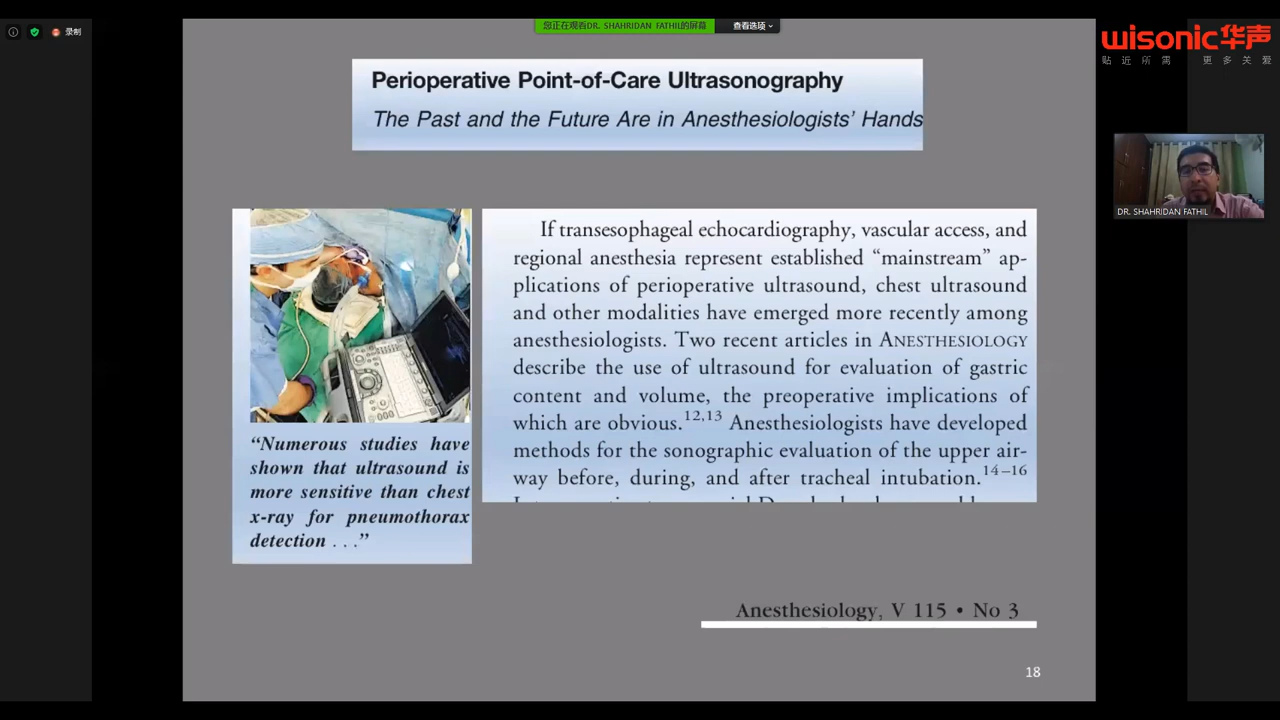 录制
您正在观看DR. SHAHRIDAN FATHIL的屏幕
查看选项
wisonic华声
贴近所需 更多关爱
Perioperative Point-of-Care Ultrasonography
The Past and the Future Are in Anesthesiologists' Hands
DR. SHAHRIDAN FATHIL
“Numerous studies have
shown that ultrasound is
more sensitive than chest
x-ray for pneumothorax
detection . . .”
If transesophageal echocardiography, vascular access, and
regional anesthesia represent established “mainstream” ap-
plications of perioperative ultrasound, chest ultrasound
and other modalities have emerged more recently among
anesthesiologists. Two recent articles in ANESTHESIOLOGY
describe the use of ultrasound for evaluation of gastric
content and volume, the preoperative implications of
which are obvious.12,13 Anesthesiologists have developed
methods for the sonographic evaluation of the upper air-
way before, during, and after tracheal intubation.14–16
Anesthesiology, V 115 • No 3
18